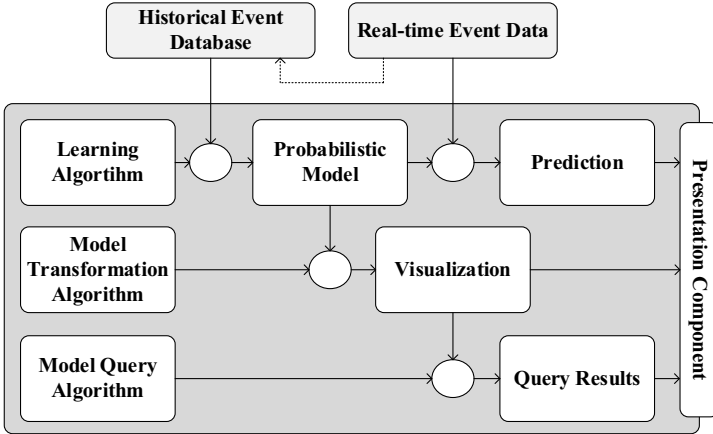 Historical Event
Database
Real-time Event Data
Learning
Algortihm
Probabilistic
Model
Prediction
Model
Transformation
Algorithm
Visualization
Model Query
Algorithm
Query Results
Presentation Component